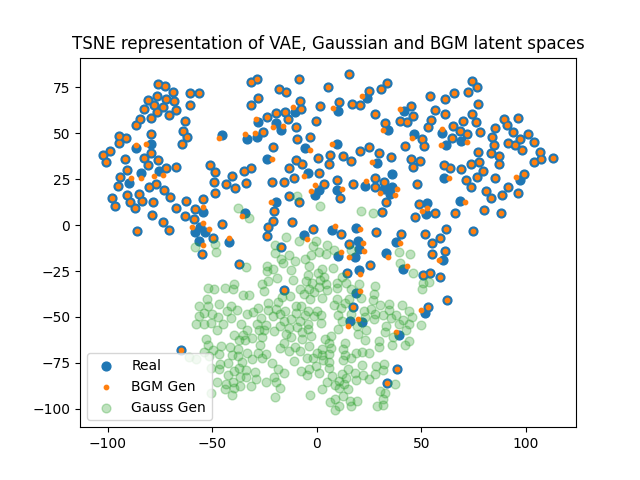 TSNE representation of VAE, Gaussian and BGM latent spaces
75
50
25
0
−25
−50
−75
−100
Real
BGM Gen
Gauss Gen
−100 −50 0 50 100